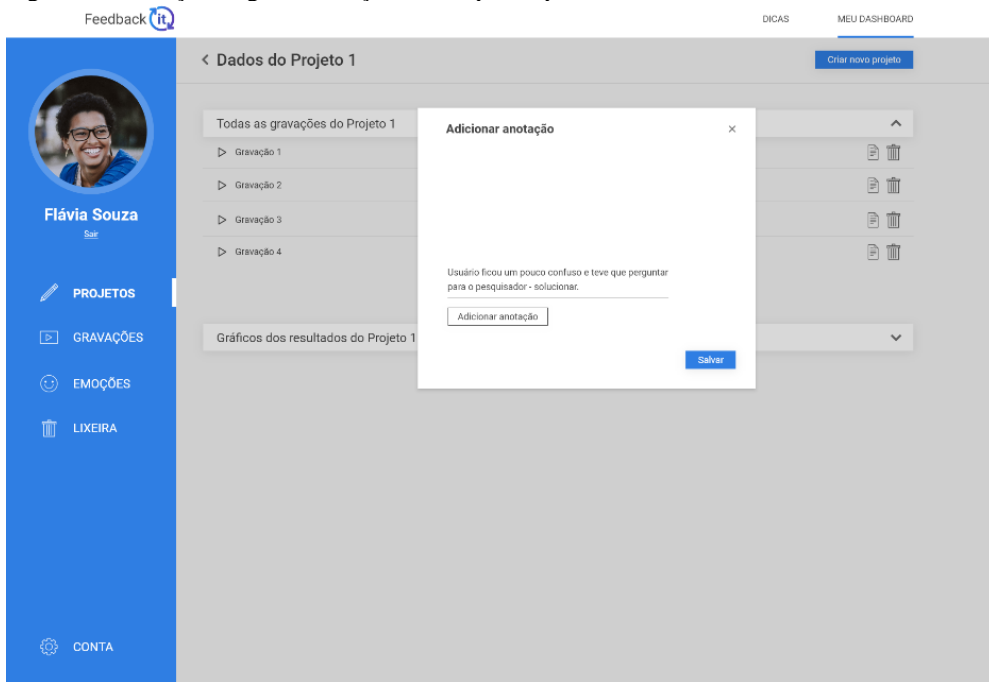 Feedback it
DICAS
MEU DASHBOARD
Dados do Projeto 1
Criar novo projeto
Flávia Souza
Sair
PROJETOS
GRAVAÇÕES
EMOÇÕES
LIXEIRA
CONTA
Todas as gravações do Projeto 1
Gravação 1
Gravação 2
Gravação 3
Gravação 4
Gráficos dos resultados do Projeto 1
Adicionar anotação
Usuário ficou um pouco confuso e teve que perguntar
para o pesquisador - solucionar.
Adicionar anotação
Salvar